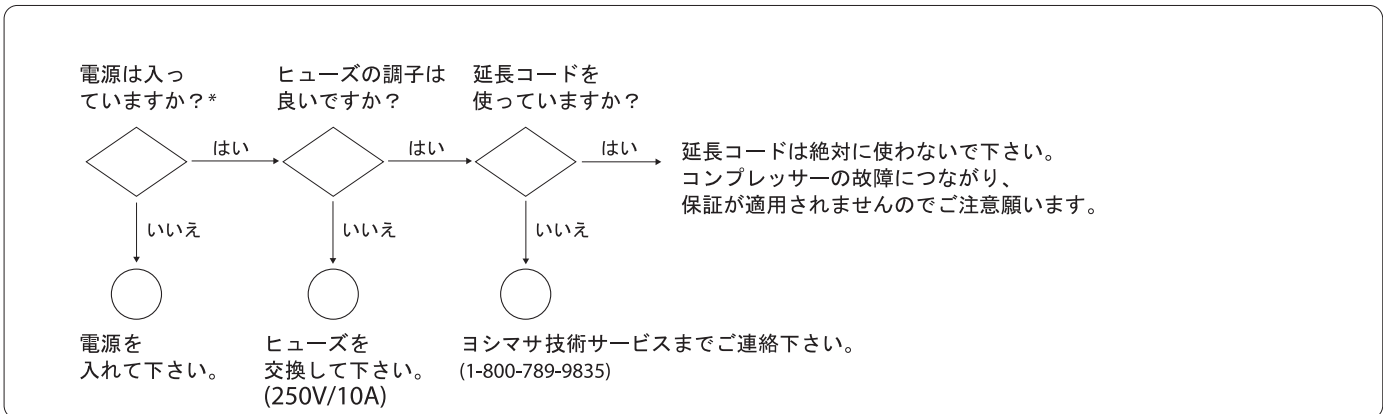 電源は入っ
ていますか?*
ヒューズの調子は
良いですか?
延長コードを
使っていますか?
はい
はい
はい
延長コードは絶対に使わないで下さい。
コンプレッサーの故障につながり、
保証が適用されませんのでご注意願います。
いいえ
いいえ
いいえ
電源を
入れて下さい。
ヒューズを
交換して下さい。
(250V/10A)
ヨシマサ技術サービスまでご連絡下さい。
(1-800-789-9835)